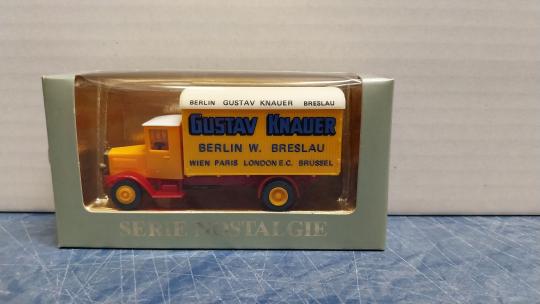 BERLIN GUSTAV KNAUER BRESLAU
GUSTAV KNAUER
BERLIN W. BRESLAU
WIEN PARIS LONDON E.C. BRÜSSEL
SERIE NOSTALGIE